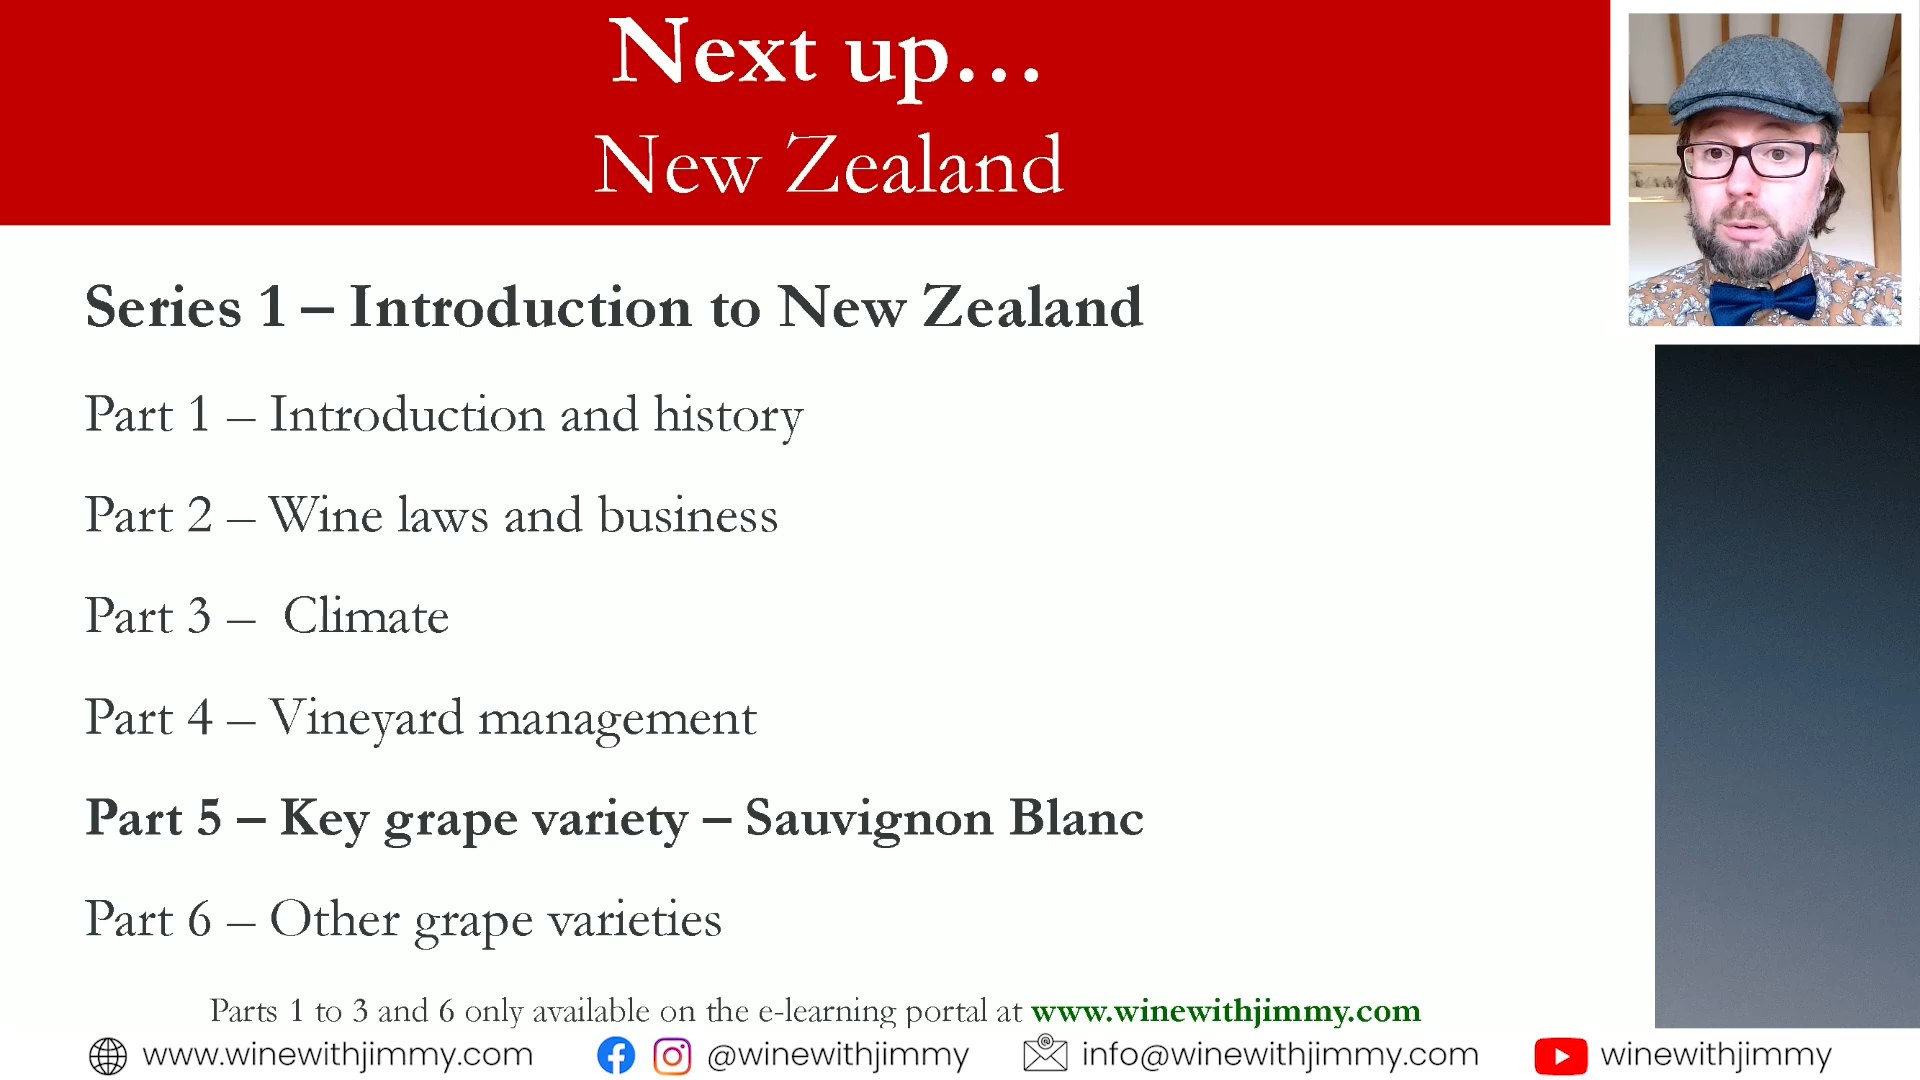 Next up...
New Zealand
Series 1 – Introduction to New Zealand
Part 1 – Introduction and history
Part 2 – Wine laws and business
Part 3 – Climate
Part 4 – Vineyard management
Part 5 – Key grape variety – Sauvignon Blanc
Part 6 – Other grape varieties
Parts 1 to 3 and 6 only available on the e-learning portal at www.winewithjimmy.com
www.winewithjimmy.com @winewithjimmy info@winewithjimmy.com winewithjimmy